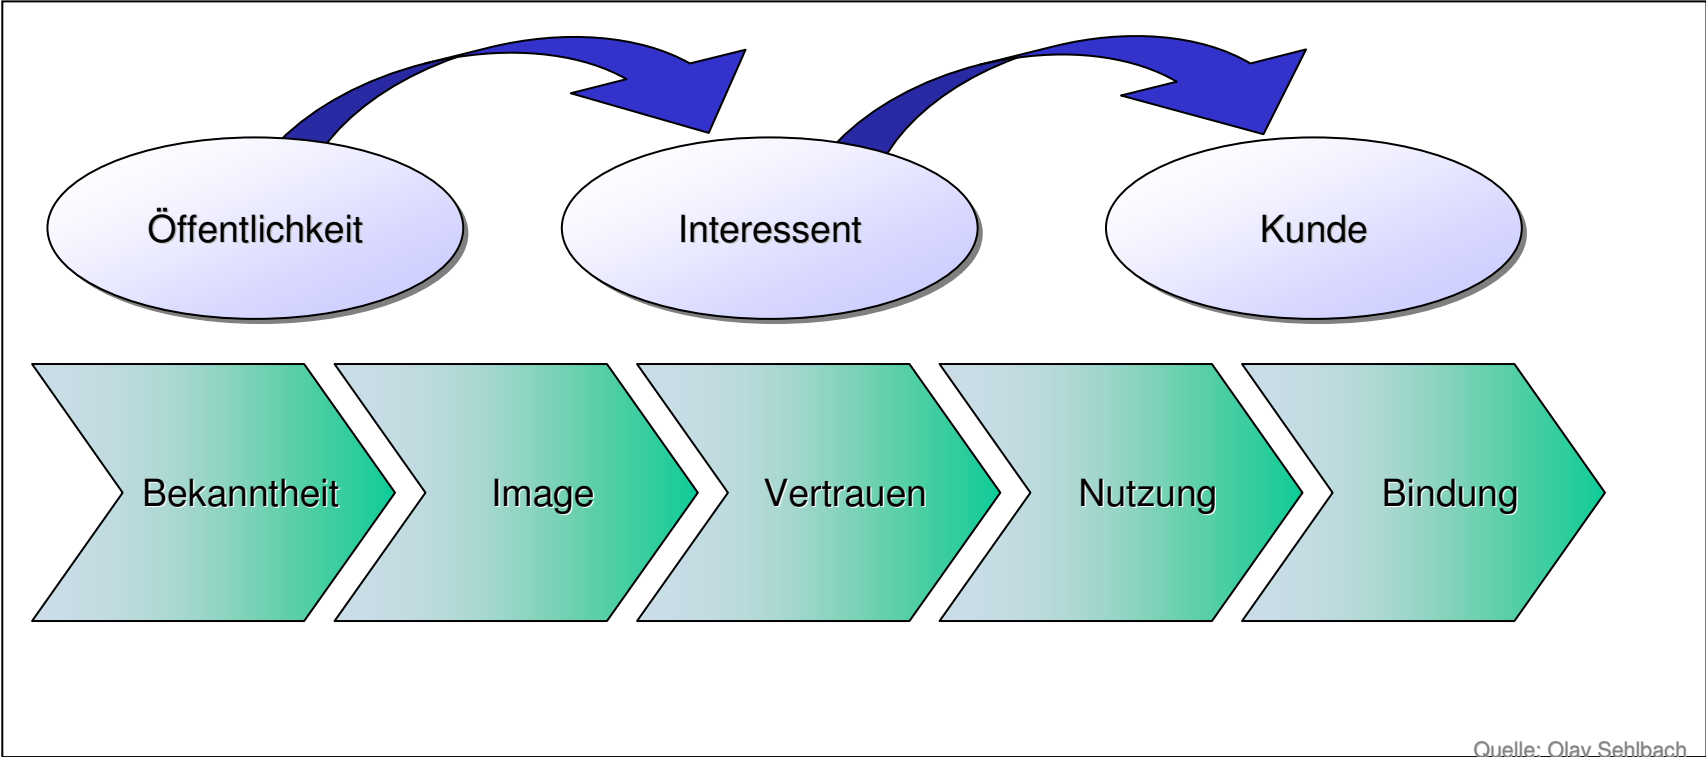 Öffentlichkeit
Interessent
Kunde
Bekanntheit
Image
Vertrauen
Nutzung
Bindung
Quelle: Olav Sehlbach